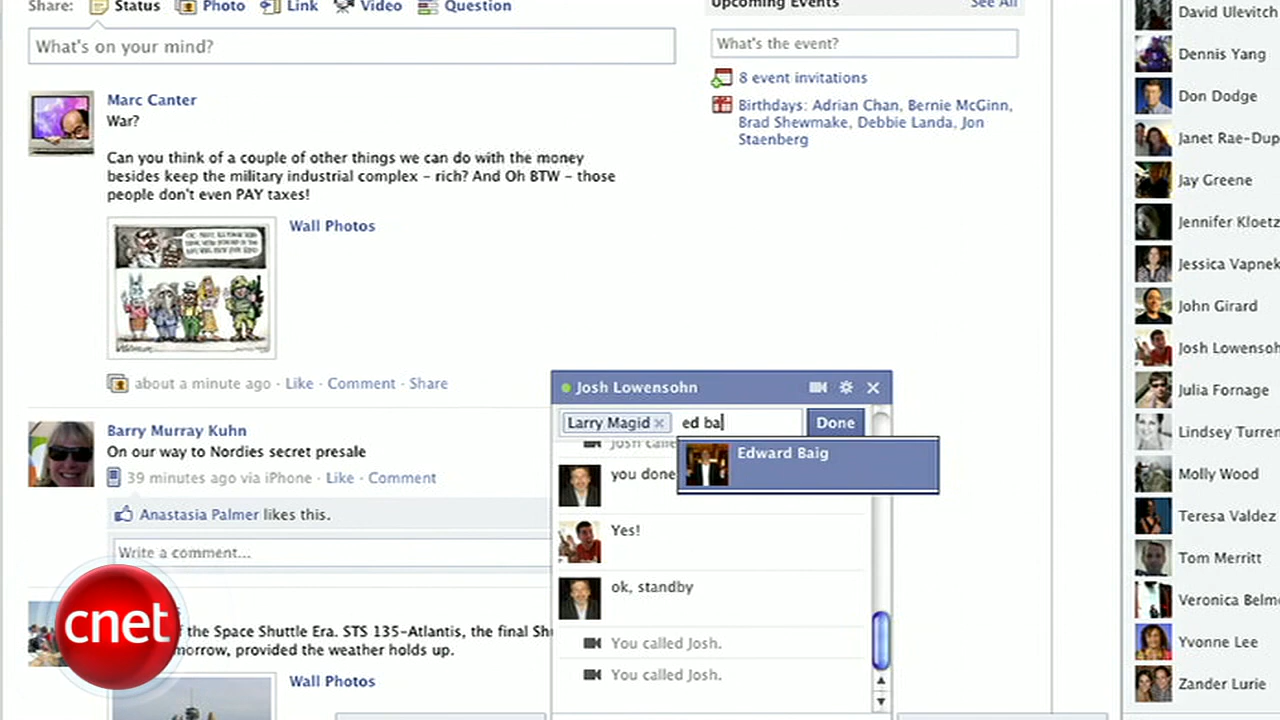 Share: Status Photo Link Video Question
What's on your mind?
Marc Canter
War?
Can you think of a couple of other things we can do with the money
besides keep the military industrial complex - rich? And Oh BTW - those
people don't even PAY taxes!
Wall Photos
about a minute ago · Like · Comment · Share
Barry Murray Kuhn
On our way to Nordies secret presale
39 minutes ago via iPhone · Like · Comment
Anastasia Palmer likes this.
Write a comment...
cnet
the Space Shuttle Era. STS 135-Atlantis, the final
provided the weather holds up.
Wall Photos
Upcoming Events See All
What's the event?
8 event invitations
Birthdays: Adrian Chan, Bernie McGinn,
Brad Shewmake, Debbie Landa, Jon
Staenberg
Josh Lowensohn
Larry Magid × ed ba Done
Edward Baig
you done
Yes!
ok, standby
You called Josh.
You called Josh.
David Ulevitch
Dennis Yang
Don Dodge
Janet Rae-Dup
Jay Greene
Jennifer Kloetz
Jessica Vapnek
John Girard
Josh Lowensohn
Julia Fornage
Lindsey Turren
Molly Wood
Teresa Valdez
Tom Merritt
Veronica Belmo
Yvonne Lee
Zander Lurie